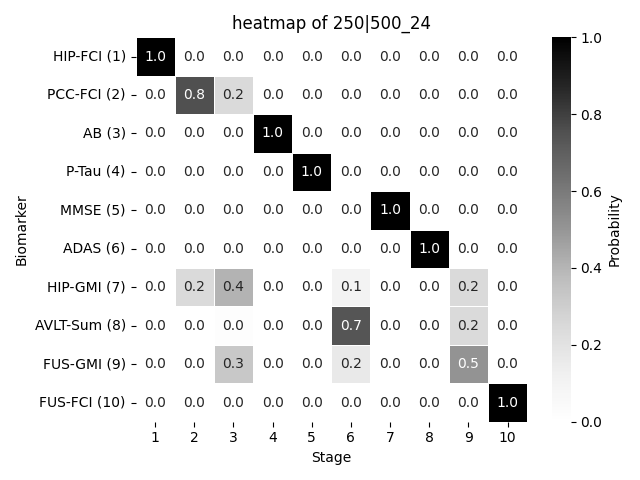 heatmap of 250|500_24
HIP-FCI (1) 1.0 0.0 0.0 0.0 0.0 0.0 0.0 0.0 0.0 0.0
PCC-FCI (2) 0.0 0.8 0.2 0.0 0.0 0.0 0.0 0.0 0.0 0.0
AB (3) 0.0 0.0 0.0 1.0 0.0 0.0 0.0 0.0 0.0 0.0
P-Tau (4) 0.0 0.0 0.0 0.0 1.0 0.0 0.0 0.0 0.0 0.0
MMSE (5) 0.0 0.0 0.0 0.0 0.0 0.0 1.0 0.0 0.0 0.0
ADAS (6) 0.0 0.0 0.0 0.0 0.0 0.0 0.0 1.0 0.0 0.0
HIP-GMI (7) 0.0 0.2 0.4 0.0 0.0 0.1 0.0 0.0 0.2 0.0
AVLT-Sum (8) 0.0 0.0 0.0 0.0 0.0 0.7 0.0 0.0 0.2 0.0
FUS-GMI (9) 0.0 0.0 0.3 0.0 0.0 0.2 0.0 0.0 0.5 0.0
FUS-FCI (10) 0.0 0.0 0.0 0.0 0.0 0.0 0.0 0.0 0.0 1.0
1 2 3 4 5 6 7 8 9 10
Stage
Biomarker
1.0
0.8
0.6
0.4
0.2
0.0
Probability